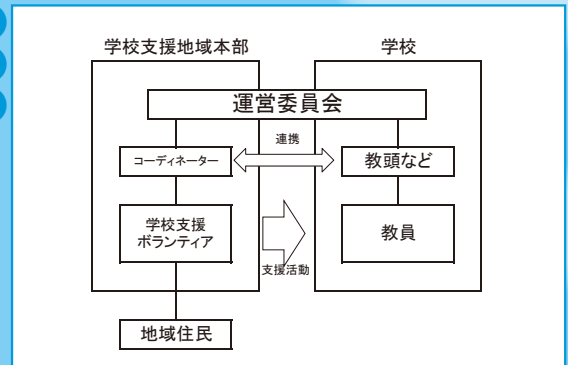 学校支援地域本部
学校
運営委員会
連携
コーディネーター
教頭など
学校支援
ボランティア
教員
支援活動
地域住民